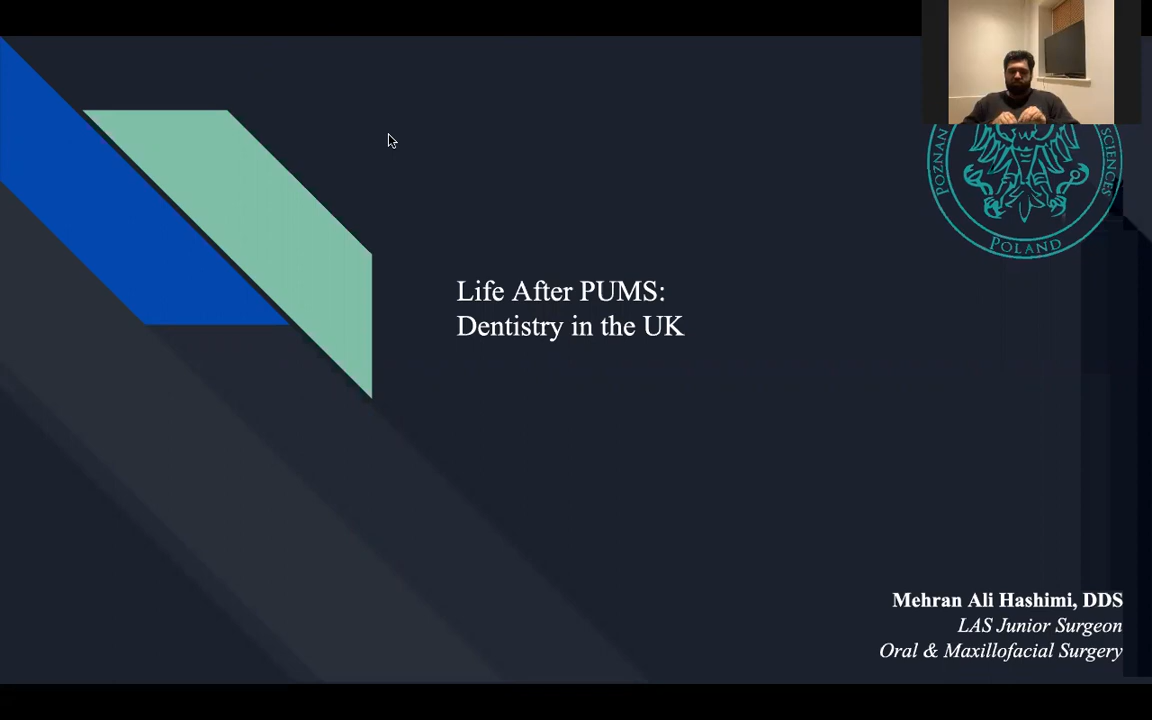 POZNAN
SCIENCES
POLAND
Life After PUMS:
Dentistry in the UK
Mehran Ali Hashimi, DDS
LAS Junior Surgeon
Oral & Maxillofacial Surgery